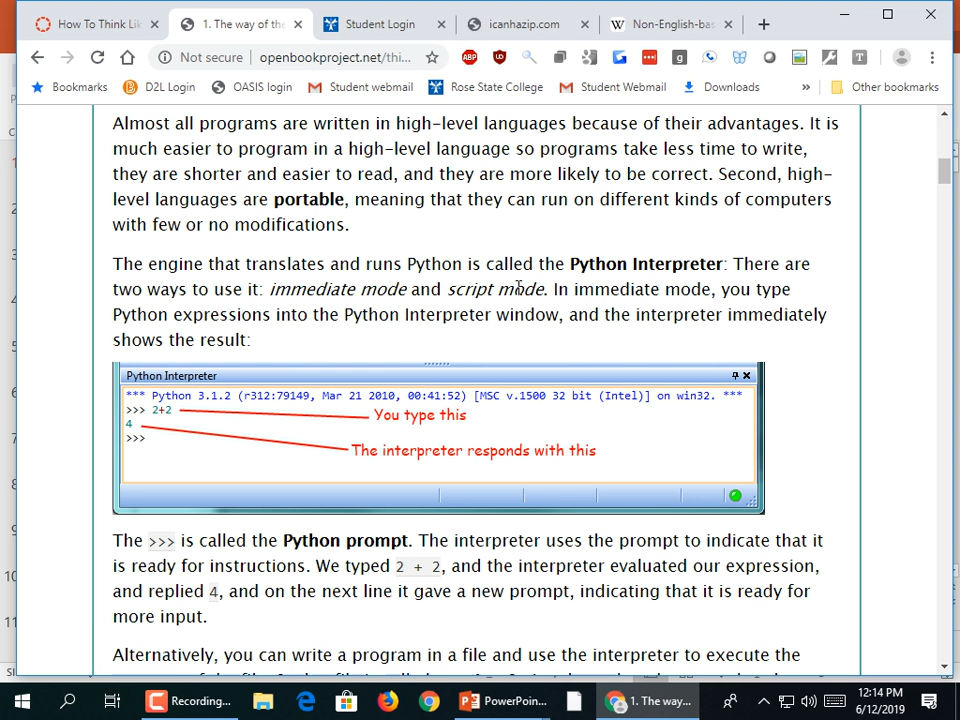 How To Think Lik
1. The way of the
Student Login
icanhazip.com
Non-English-bas
Not secure
openbookproject.net/thi...
ABP
Bookmarks
D2L Login
OASIS login
Student webmail
Rose State College
Student Webmail
Downloads
»
Other bookmarks
Almost all programs are written in high-level languages because of their advantages. It is
much easier to program in a high-level language so programs take less time to write,
they are shorter and easier to read, and they are more likely to be correct. Second, high-
level languages are portable, meaning that they can run on different kinds of computers
with few or no modifications.
The engine that translates and runs Python is called the Python Interpreter: There are
two ways to use it: immediate mode and script mode. In immediate mode, you type
Python expressions into the Python Interpreter window, and the interpreter immediately
shows the result:
Python Interpreter
*** Python 3.1.2 (r312:79149, Mar 21 2010, 00:41:52) [MSC v.1500 32 bit (Intel)] on win32. ***
>>> 2+2
You type this
4
>>>
The interpreter responds with this
The >>> is called the Python prompt. The interpreter uses the prompt to indicate that it
is ready for instructions. We typed 2 + 2, and the interpreter evaluated our expression,
and replied 4, and on the next line it gave a new prompt, indicating that it is ready for
more input.
Alternatively, you can write a program in a file and use the interpreter to execute the
Recording...
PowerPoin...
1. The way...
12:14 PM
6/12/2019